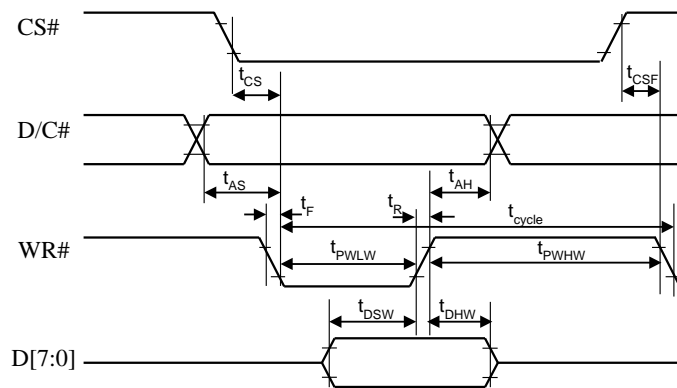 CS#
tCS
tCSF
D/C#
tAS
tAH
tF
tR
tcycle
WR#
tPWLW
tPWHW
tDSW
tDHW
D[7:0]